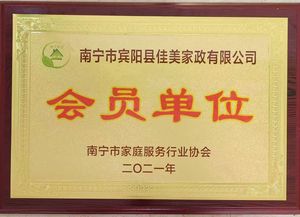 南宁市宾阳县佳美家政有限公司
会员单位
南宁市家庭服务行业协会
二〇二一年